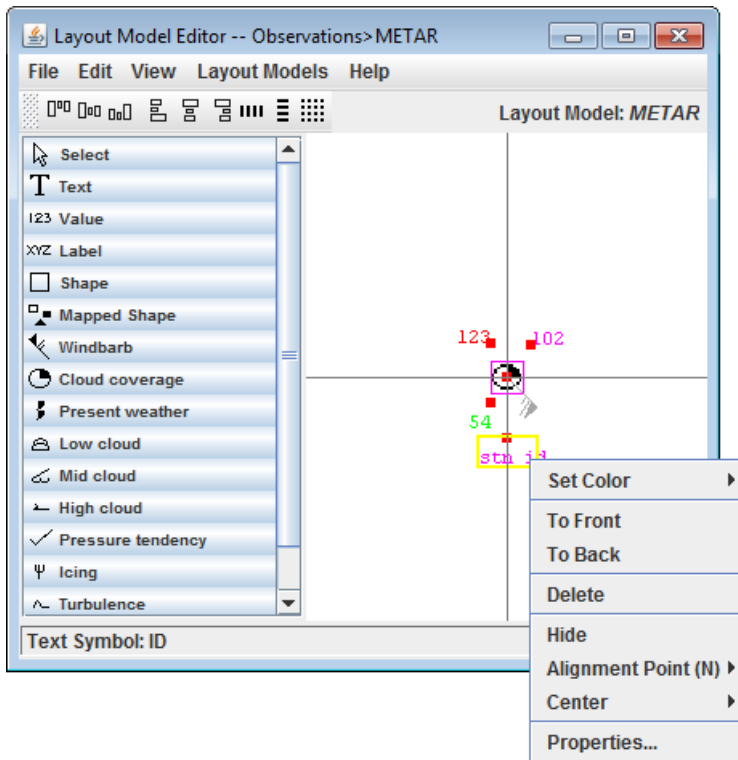 Layout Model Editor -- Observations>METAR
File Edit View Layout Models Help
Layout Model: METAR
Select
T Text
123 Value
XYZ Label
Shape
Mapped Shape
Windbarb
Cloud coverage
Present weather
Low cloud
Mid cloud
High cloud
Pressure tendency
Icing
Turbulence
123 102
54
stn id
Set Color
To Front
To Back
Delete
Hide
Alignment Point (N)
Center
Properties...
Text Symbol: ID